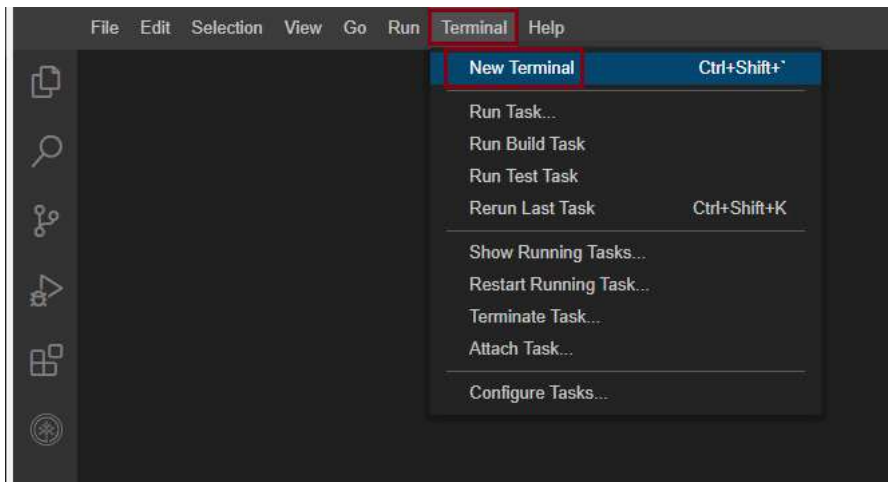 File Edit Selection View Go Run Terminal Help
New Terminal Ctrl+Shift+`
Run Task...
Run Build Task
Run Test Task
Rerun Last Task Ctrl+Shift+K
Show Running Tasks...
Restart Running Task...
Terminate Task...
Attach Task...
Configure Tasks...